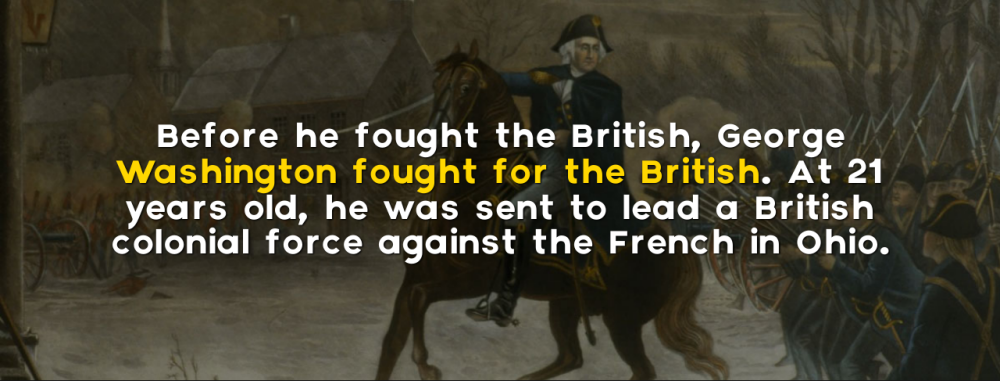 Before he fought the British, George
Washington fought for the British. At 21
years old, he was sent to lead a British
colonial force against the French in Ohio.